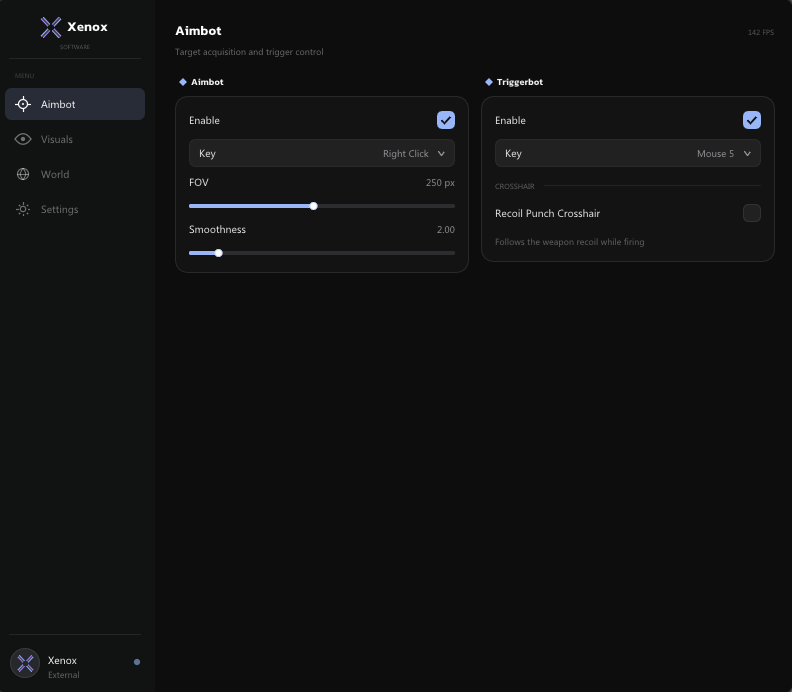 Xenox
SOFTWARE
MENU
Aimbot
Visuals
World
Settings
Xenox
External
Aimbot
142 FPS
Target acquisition and trigger control
Aimbot
Enable
Key Right Click
FOV 250 px
Smoothness 2.00
Triggerbot
Enable
Key Mouse 5
CROSSHAIR
Recoil Punch Crosshair
Follows the weapon recoil while firing